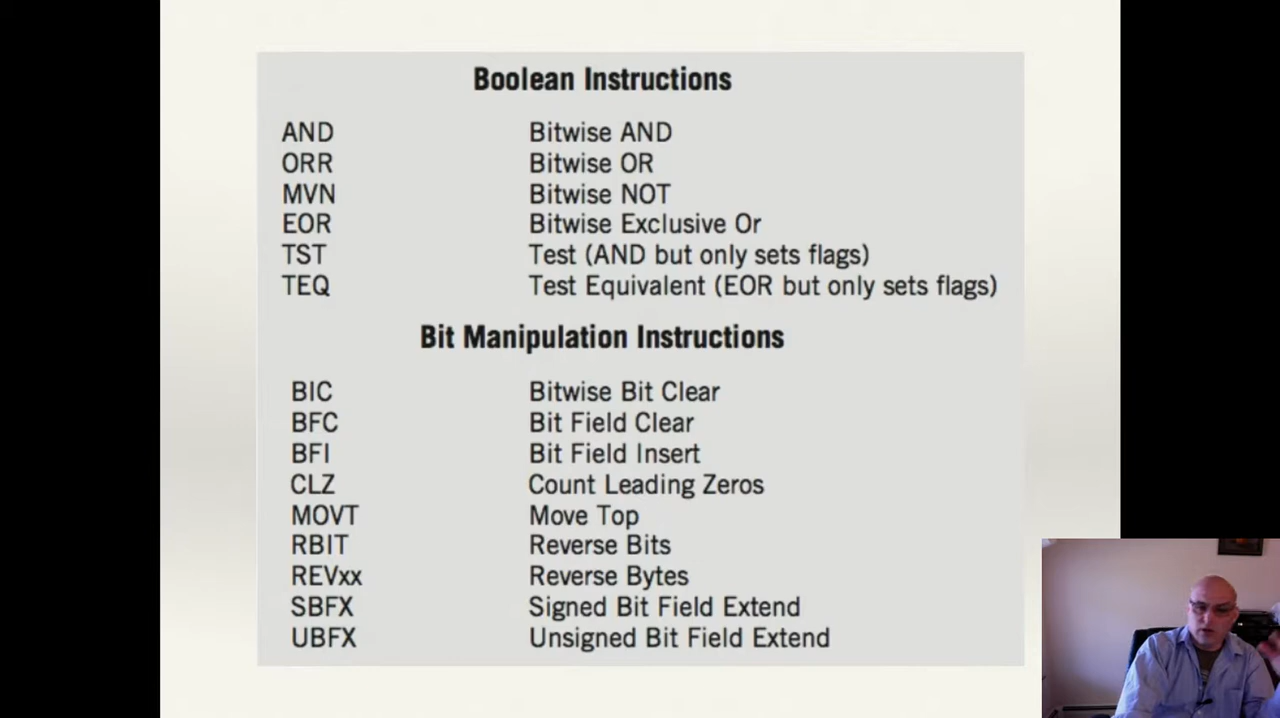 Boolean Instructions
AND Bitwise AND
ORR Bitwise OR
MVN Bitwise NOT
EOR Bitwise Exclusive Or
TST Test (AND but only sets flags)
TEQ Test Equivalent (EOR but only sets flags)
Bit Manipulation Instructions
BIC Bitwise Bit Clear
BFC Bit Field Clear
BFI Bit Field Insert
CLZ Count Leading Zeros
MOVT Move Top
RBIT Reverse Bits
REVxx Reverse Bytes
SBFX Signed Bit Field Extend
UBFX Unsigned Bit Field Extend